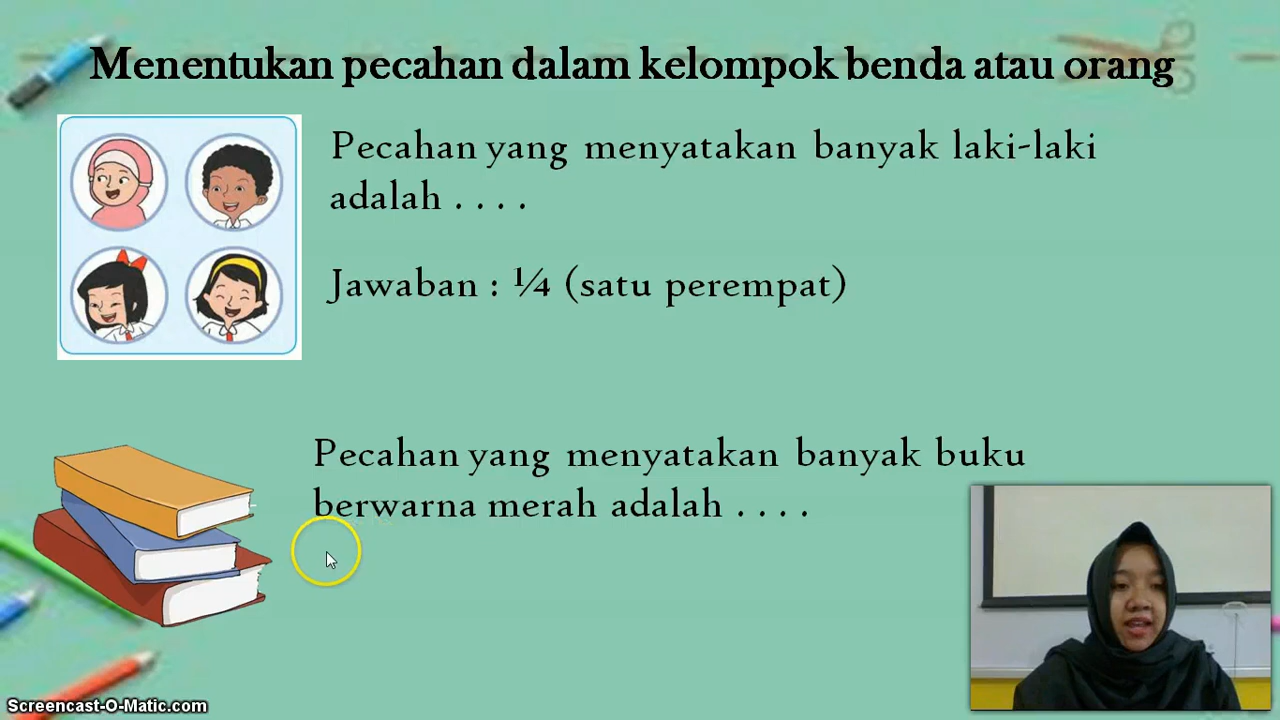 Menentukan pecahan dalam kelompok benda atau orang
Pecahan yang menyatakan banyak laki-laki
adalah . . . .
Jawaban : ¼ (satu perempat)
Pecahan yang menyatakan banyak buku
berwarna merah adalah . . . .
Screencast-O-Matic.com